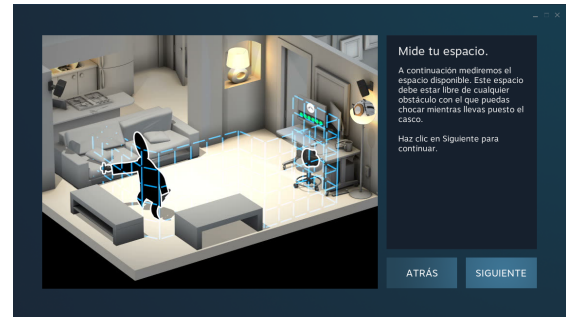 Mide tu espacio.
A continuación mediremos el
espacio disponible. Este espacio
debe estar libre de cualquier
obstáculo con el que puedas
chocar mientras llevas puesto el
casco.
Haz clic en Siguiente para
continuar.
ATRÁS
SIGUIENTE